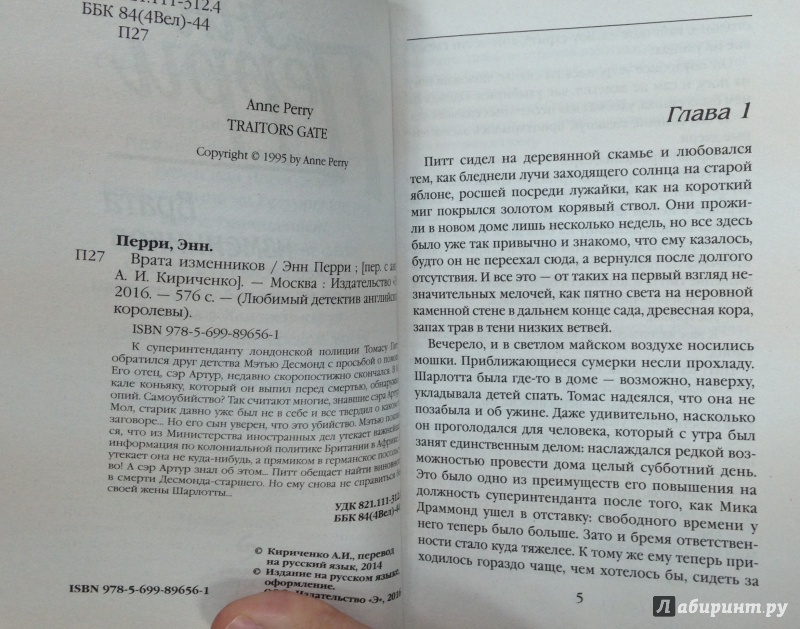 821.111-312.4
ББК 84(4Вел)-44
П27
Anne Perry
TRAITORS GATE
Copyright © 1995 by Anne Perry
Перри, Энн.
П27
Врата изменников / Энн Перри ; [пер. с
А. И. Кириченко]. — Москва : Издательство
2016. — 576 с. — (Любимый детектив
королевы).
ISBN 978-5-699-89656-1
К суперинтенданту лондонской полиции Томасу
обратился друг детства Мэтью Десмонд с просьбой о
Его отец, сэр Артур, недавно скоропостижно скончался.
кале коньяку, который он выпил перед смертью,
опий. Самоубийство? Так считают многие, знавшие сэра
Мол, старик давно уже был не в себе и все твердил о
заговоре... Но его сын уверен, что это убийство. Мэтью
ся, что из Министерства иностранных дел утекает
информация по колониальной политике Британии в
утекает она не куда-нибудь, а прямиком в германское
во! А сэр Артур знал об этом... Питт обещает найти
в смерти Десмонда-старшего. Но ему снова не справиться
своей жены Шарлотты...
УДК 821.111-312
ББК 84(4Вел)-44
© Кириченко А.И., перевод
на русский язык, 2014
© Издание на русском языке,
оформление.
Издательство «Э»,
ISBN 978-5-699-89656-1
Глава 1
Питт сидел на деревянной скамье и любовался
тем, как бледнели лучи заходящего солнца на старой
яблоне, росшей посреди лужайки, как на короткий
миг покрылся золотом корявый ствол. Они прожи-
ли в новом доме лишь несколько недель, но все здесь
было уже так привычно и знакомо, что ему казалось,
будто он не переехал сюда, а вернулся после долгого
отсутствия. И все это — от таких на первый взгляд не-
значительных мелочей, как пятно света на неровной
каменной стене в дальнем конце сада, древесная кора,
запах трав в тени низких ветвей.
Вечерело, и в светлом майском воздухе носились
мошки. Приближающиеся сумерки несли прохладу.
Шарлотта была где-то в доме — возможно, наверху,
укладывала детей спать. Томас надеялся, что она не
позабыла и об ужине. Даже удивительно, насколько
он проголодался для человека, который с утра был
занят единственным делом: наслаждался редкой воз-
можностью провести дома целый субботний день.
Это было одно из преимуществ его повышения на
должность суперинтенданта после того, как Мика
Драммонд ушел в отставку: свободного времени у
него теперь было больше. Зато и бремя ответствен-
ности стало куда тяжелее. К тому же ему теперь при-
ходилось гораздо чаще, чем хотелось бы, сидеть за
5
Лабиринт.ру